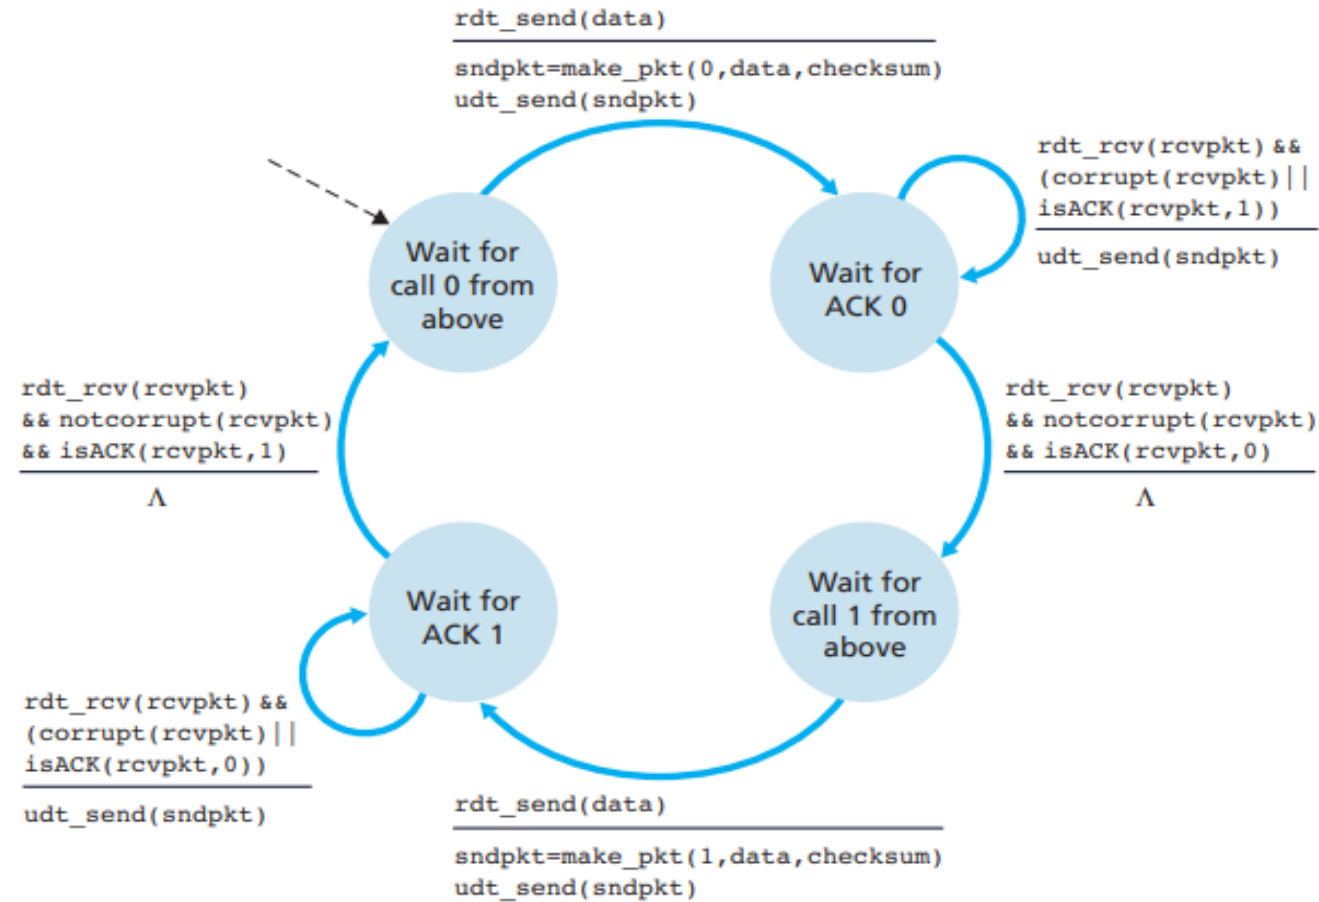 rdt_send(data)
sndpkt=make_pkt(0,data,checksum)
udt_send(sndpkt)
rdt_rcv(rcvpkt) &&
(corrupt(rcvpkt)||
isACK(rcvpkt,1))
udt_send(sndpkt)
Wait for
call 0 from
above
Wait for
ACK 0
rdt_rcv(rcvpkt)
&& notcorrupt(rcvpkt)
&& isACK(rcvpkt,1)
Λ
rdt_rcv(rcvpkt)
&& notcorrupt(rcvpkt)
&& isACK(rcvpkt,0)
Λ
Wait for
ACK 1
Wait for
call 1 from
above
rdt_rcv(rcvpkt) &&
(corrupt(rcvpkt)||
isACK(rcvpkt,0))
udt_send(sndpkt)
rdt_send(data)
sndpkt=make_pkt(1,data,checksum)
udt_send(sndpkt)